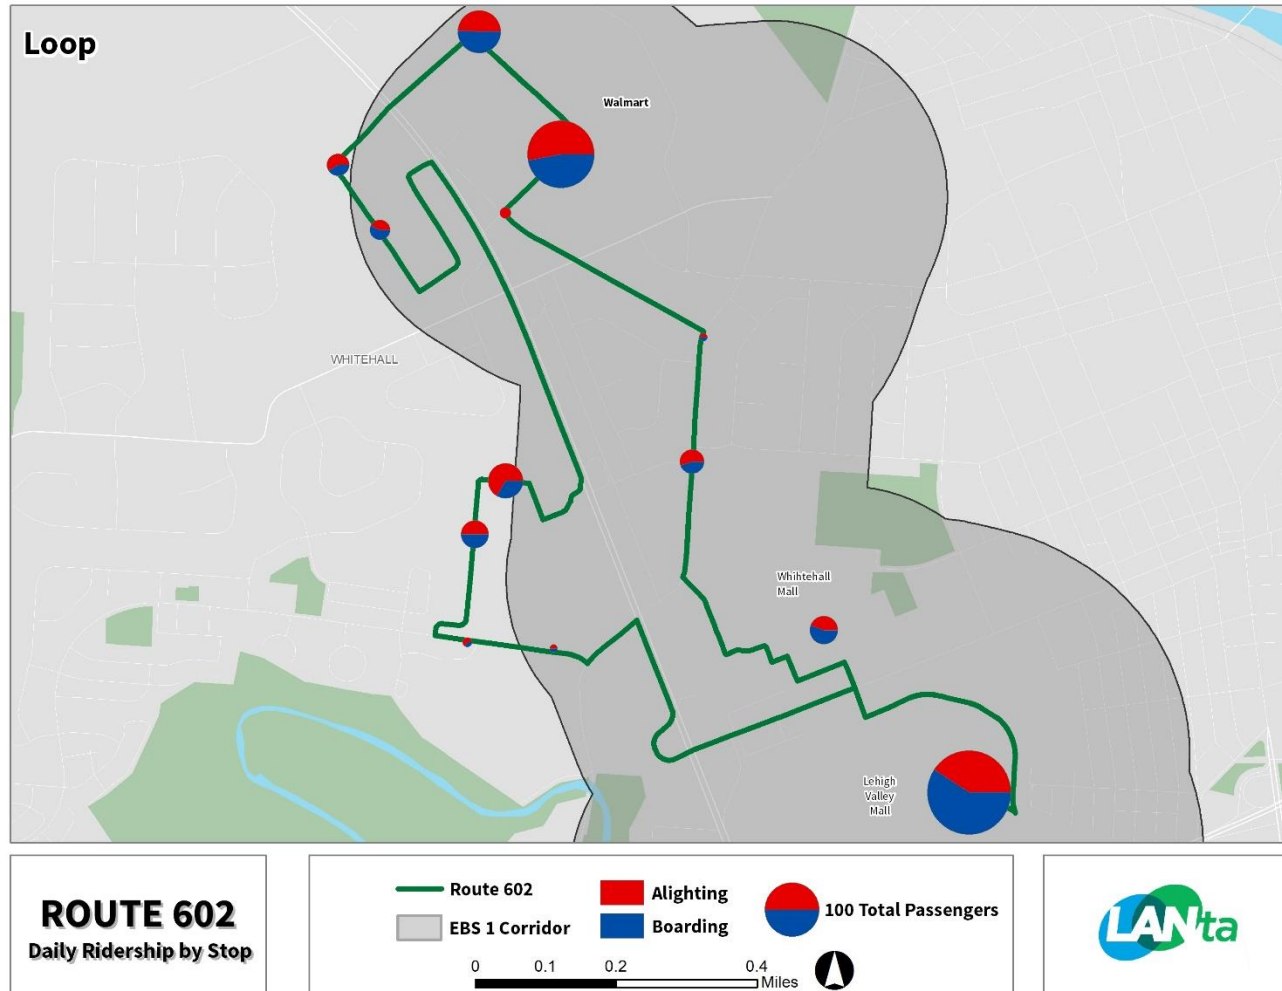 Loop
Walmart
WHITEHALL
Whihtehall
Mall
Lehigh
Valley
Mall
ROUTE 602
Daily Ridership by Stop
Route 602
EBS 1 Corridor
Alighting
Boarding
100 Total Passengers
0 0.1 0.2 0.4
Miles
LANta